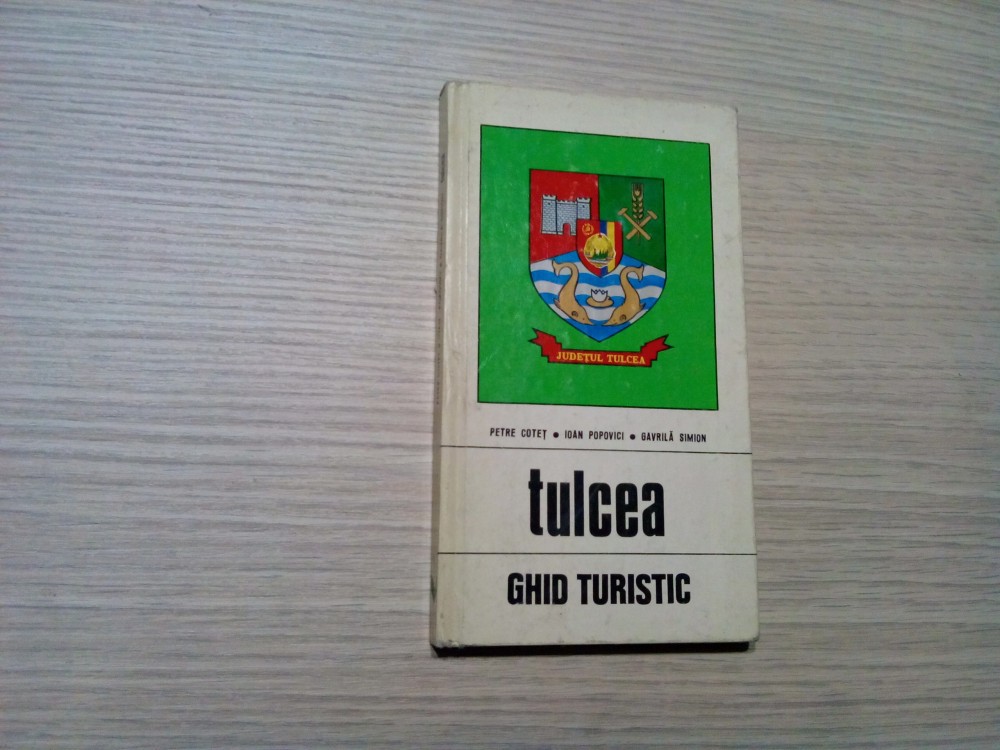 JUDEȚUL TULCEA
PETRE COTEȚ • IOAN POPOVICI • GAVRILĂ SIMION
tulcea
GHID TURISTIC